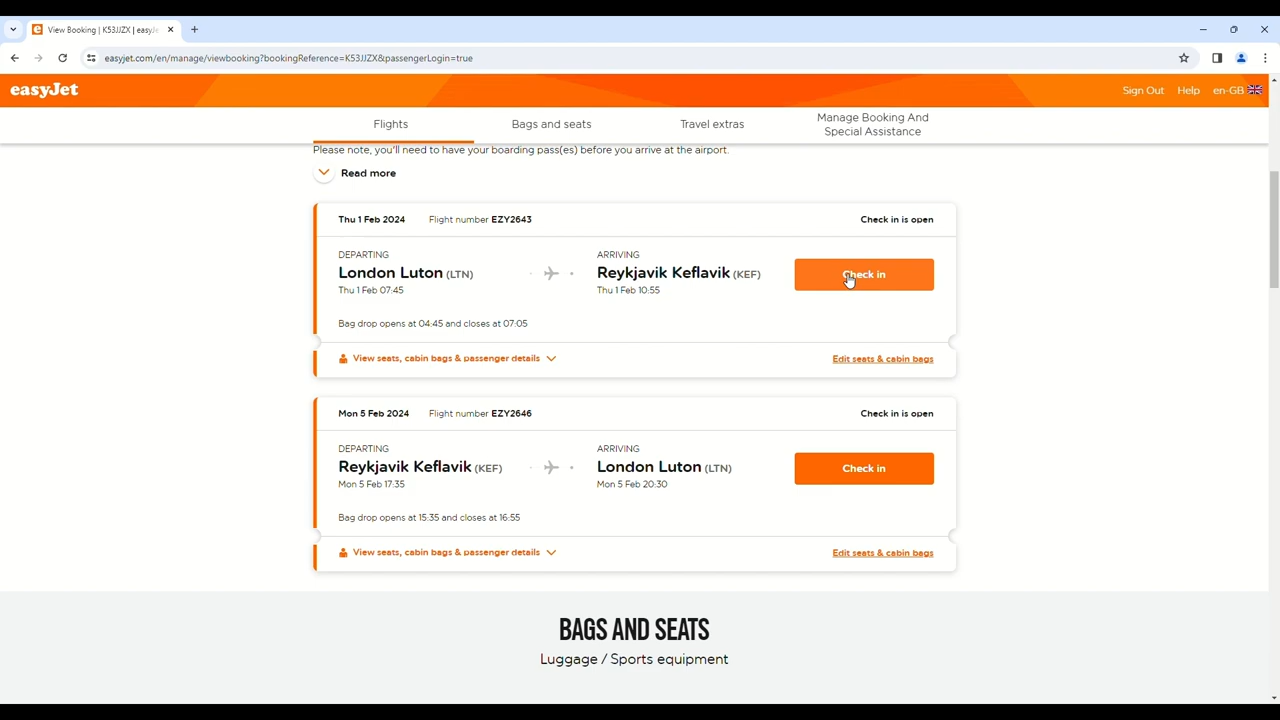 View Booking | K53JJZX | easyJe
easyjet.com/en/manage/viewbooking?bookingReference=K53JJZX&passengerLogin=true
easyJet
Sign Out Help en-GB
Flights
Bags and seats
Travel extras
Manage Booking And
Special Assistance
Please note, you'll need to have your boarding pass(es) before you arrive at the airport.
Read more
Thu 1 Feb 2024 Flight number EZY2643 Check in is open
DEPARTING ARRIVING
London Luton (LTN) Reykjavik Keflavik (KEF) Check in
Thu 1 Feb 07:45 Thu 1 Feb 10:55
Bag drop opens at 04:45 and closes at 07:05
View seats, cabin bags & passenger details Edit seats & cabin bags
Mon 5 Feb 2024 Flight number EZY2646 Check in is open
DEPARTING ARRIVING
Reykjavik Keflavik (KEF) London Luton (LTN) Check in
Mon 5 Feb 17:35 Mon 5 Feb 20:30
Bag drop opens at 15:35 and closes at 16:55
View seats, cabin bags & passenger details Edit seats & cabin bags
BAGS AND SEATS
Luggage / Sports equipment